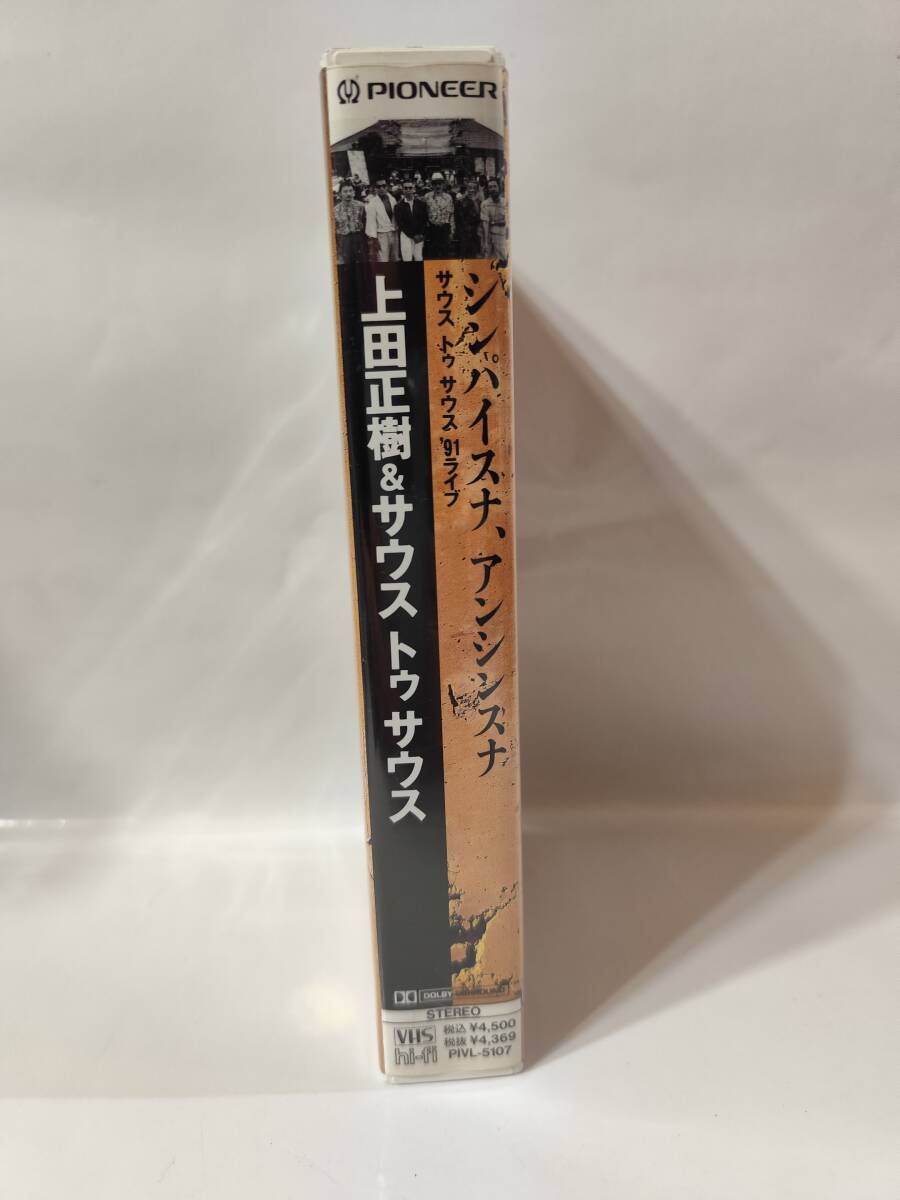 PIONEER
シンパイスナ、アンシンスナ
サウス トゥ サウス '91ライブ
上田正樹&サウス トゥ サウス
DOLBY SURROUND
STEREO
VHS
hi-fi
税込 ¥4,500
税抜 ¥4,369
PIVL-5107